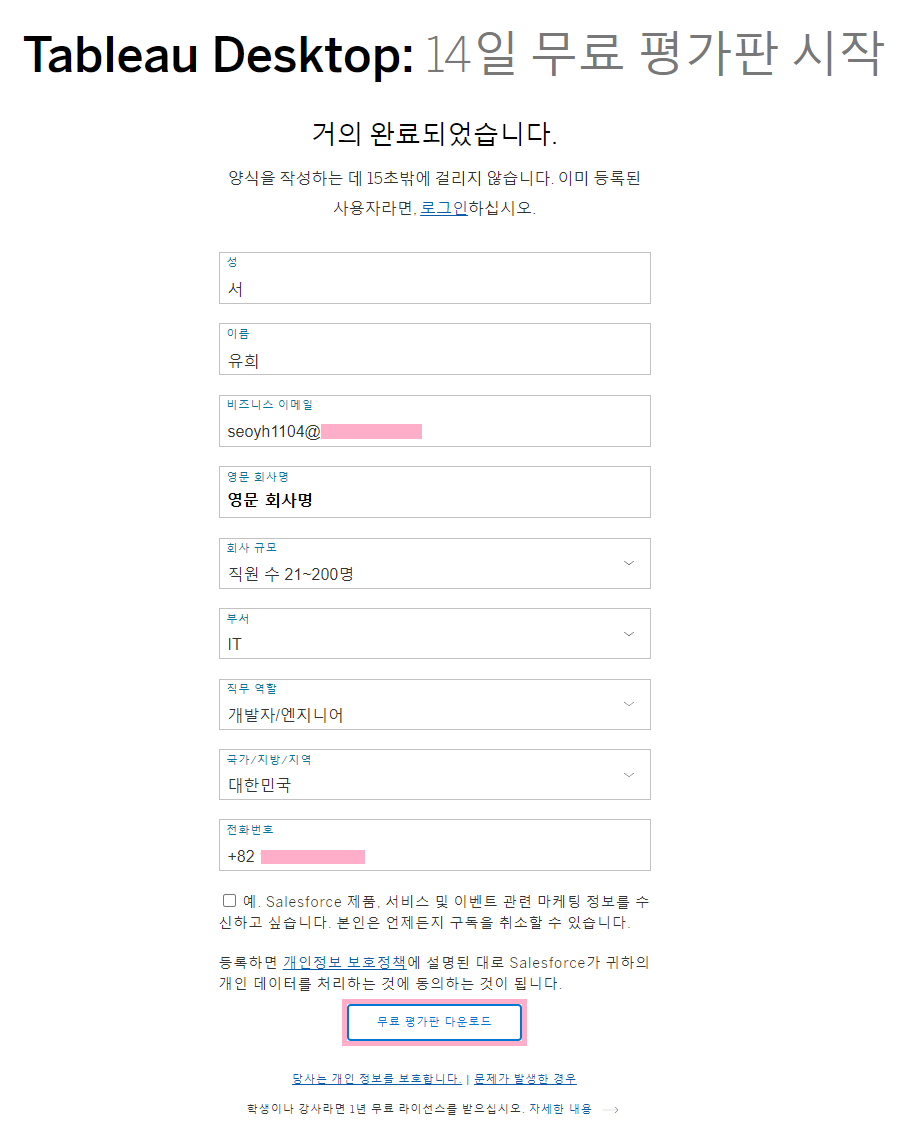 Tableau Desktop: 14일 무료 평가판 시작
거의 완료되었습니다.
양식을 작성하는 데 15초밖에 걸리지 않습니다. 이미 등록된
사용자라면, 로그인하십시오.
성
서
이름
유희
비즈니스 이메일
seoyh1104@
영문 회사명
영문 회사명
회사 규모
직원 수 21~200명
부서
IT
직무 역할
개발자/엔지니어
국가/지방/지역
대한민국
전화번호
+82
예. Salesforce 제품, 서비스 및 이벤트 관련 마케팅 정보를 수
신하고 싶습니다. 본인은 언제든지 구독을 취소할 수 있습니다.
등록하면 개인정보 보호정책에 설명된 대로 Salesforce가 귀하의
개인 데이터를 처리하는 것에 동의하는 것이 됩니다.
무료 평가판 다운로드
당사는 개인 정보를 보호합니다. | 문제가 발생한 경우
학생이나 강사라면 1년 무료 라이선스를 받으십시오. 자세한 내용 →